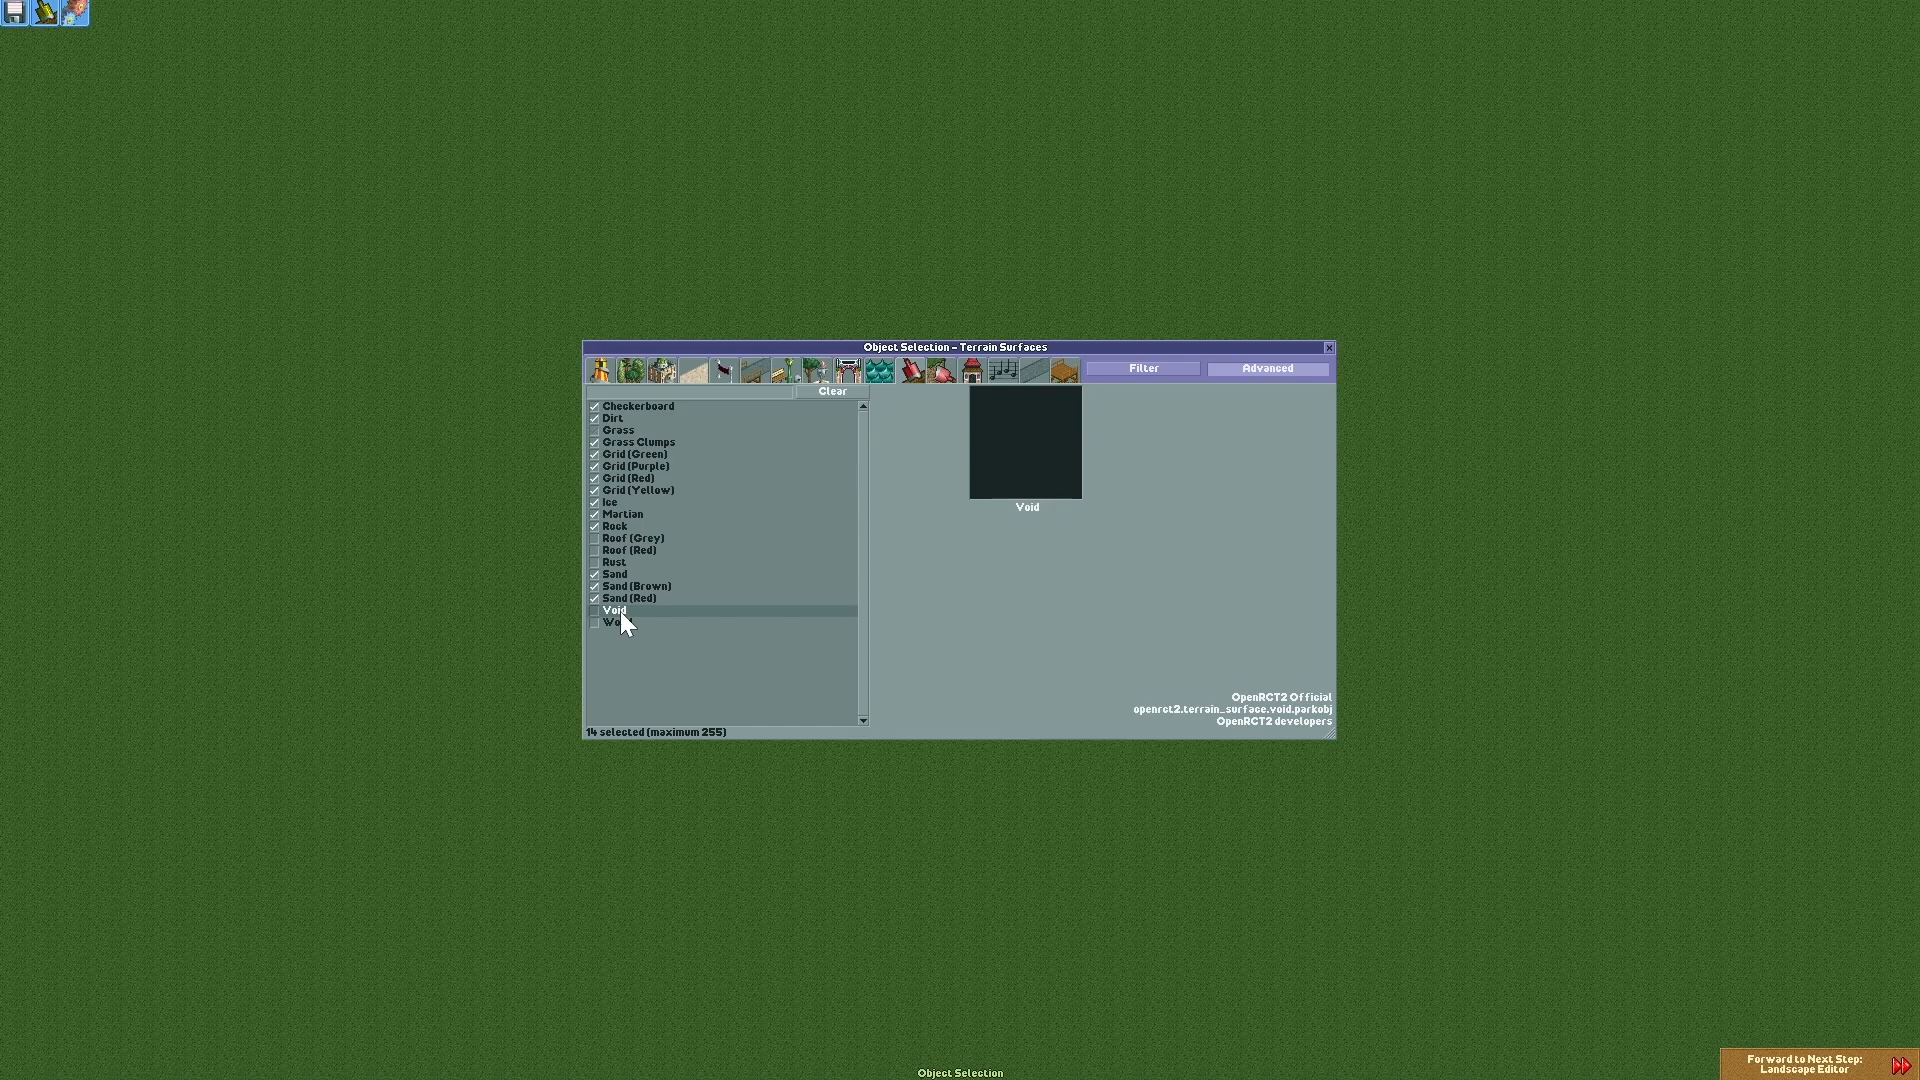 Object Selection - Terrain Surfaces
Filter
Advanced
Clear
Checkerboard
Dirt
Grass
Grass Clumps
Grid (Green)
Grid (Purple)
Grid (Red)
Grid (Yellow)
Ice
Martian
Rock
Roof (Grey)
Roof (Red)
Rust
Sand
Sand (Brown)
Sand (Red)
Void
Void
OpenRCT2 Official
openrct2.terrain_surface.void.parkobj
OpenRCT2 developers
14 selected (maximum 255)
Forward to Next Step:
Landscape Editor
Object Selection